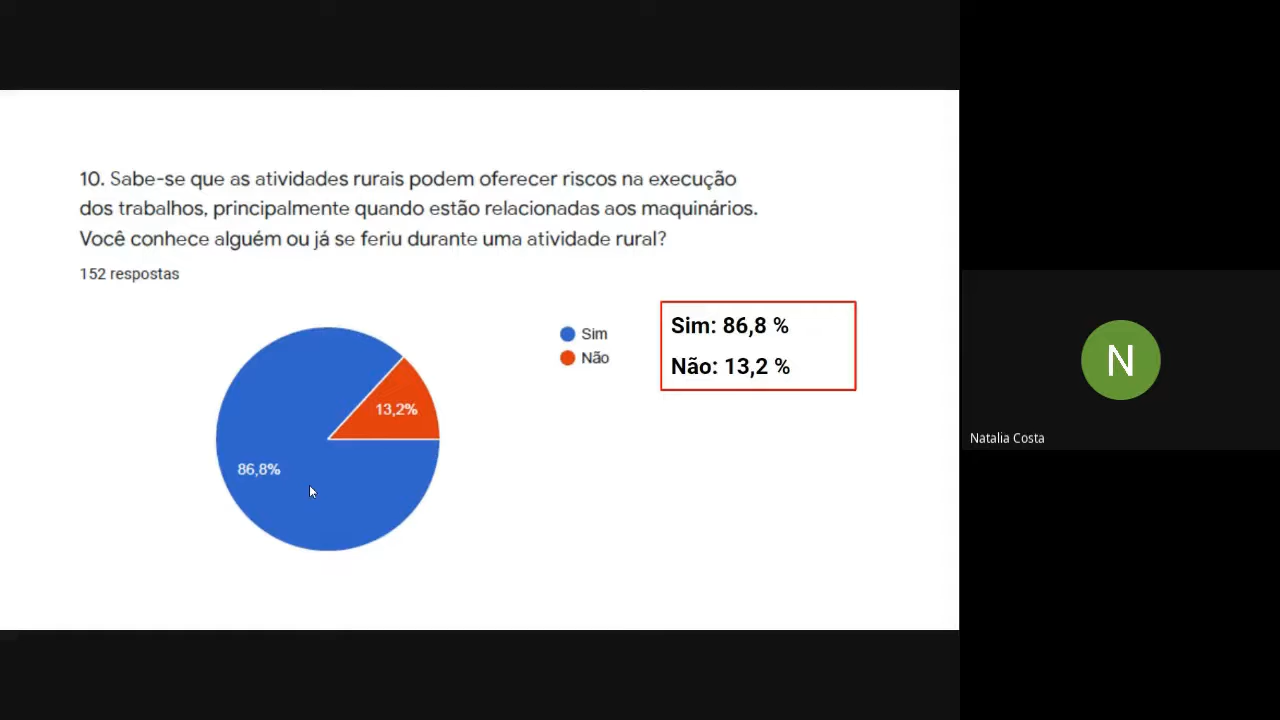 10. Sabe-se que as atividades rurais podem oferecer riscos na execução
dos trabalhos, principalmente quando estão relacionadas aos maquinários.
Você conhece alguém ou já se feriu durante uma atividade rural?
152 respostas
Sim
Não
Sim: 86,8 %
Não: 13,2 %
13,2%
86,8%
N
Natalia Costa